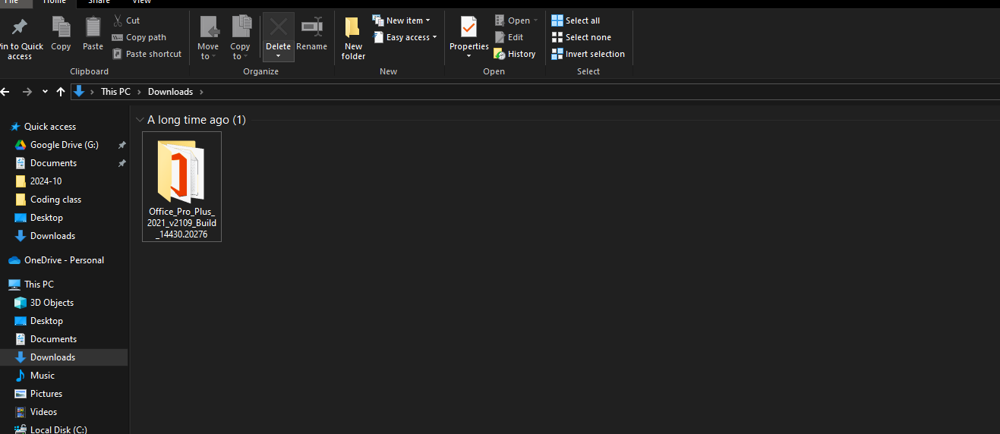 File Home Share View
Cut
Copy path
Paste shortcut
Pin to Quick
access
Copy
Paste
Clipboard
Move
to
Copy
to
Delete
Rename
Organize
New
folder
New item
Easy access
New
Properties
Open
Edit
History
Open
Select all
Select none
Invert selection
Select
This PC > Downloads >
Quick access
Google Drive (G:)
Documents
2024-10
Coding class
Desktop
Downloads
OneDrive - Personal
This PC
3D Objects
Desktop
Documents
Downloads
Music
Pictures
Videos
Local Disk (C:)
A long time ago (1)
Office_Pro_Plus_
2021_v2109_Build
_14430.20276